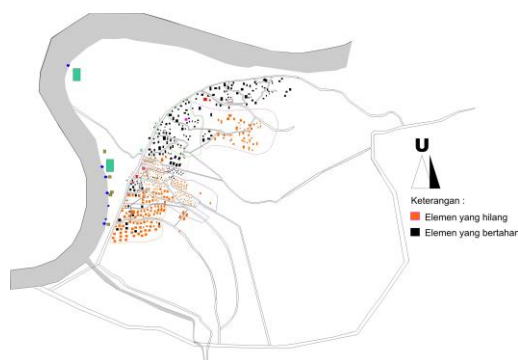 U
Keterangan :
Elemen yang hilang
Elemen yang bertahan